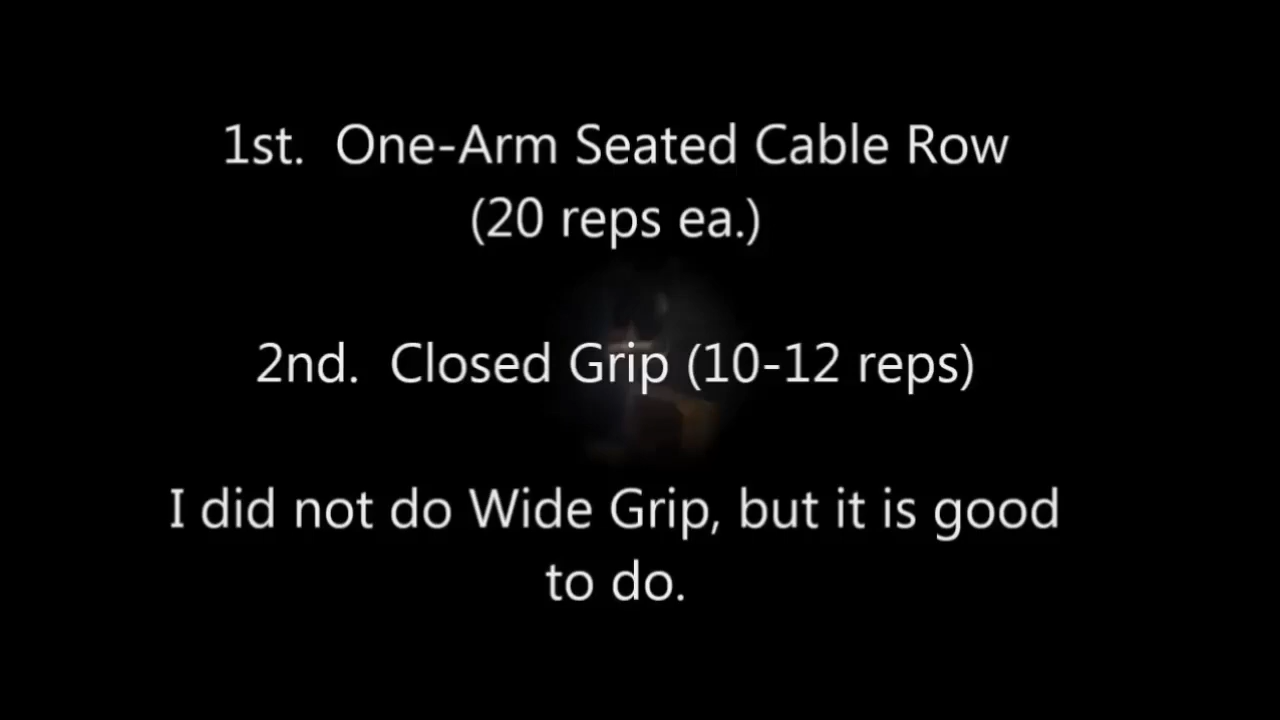 1st.  One-Arm Seated Cable Row
(20 reps ea.)
2nd.  Closed Grip (10-12 reps)
I did not do Wide Grip, but it is good
to do.